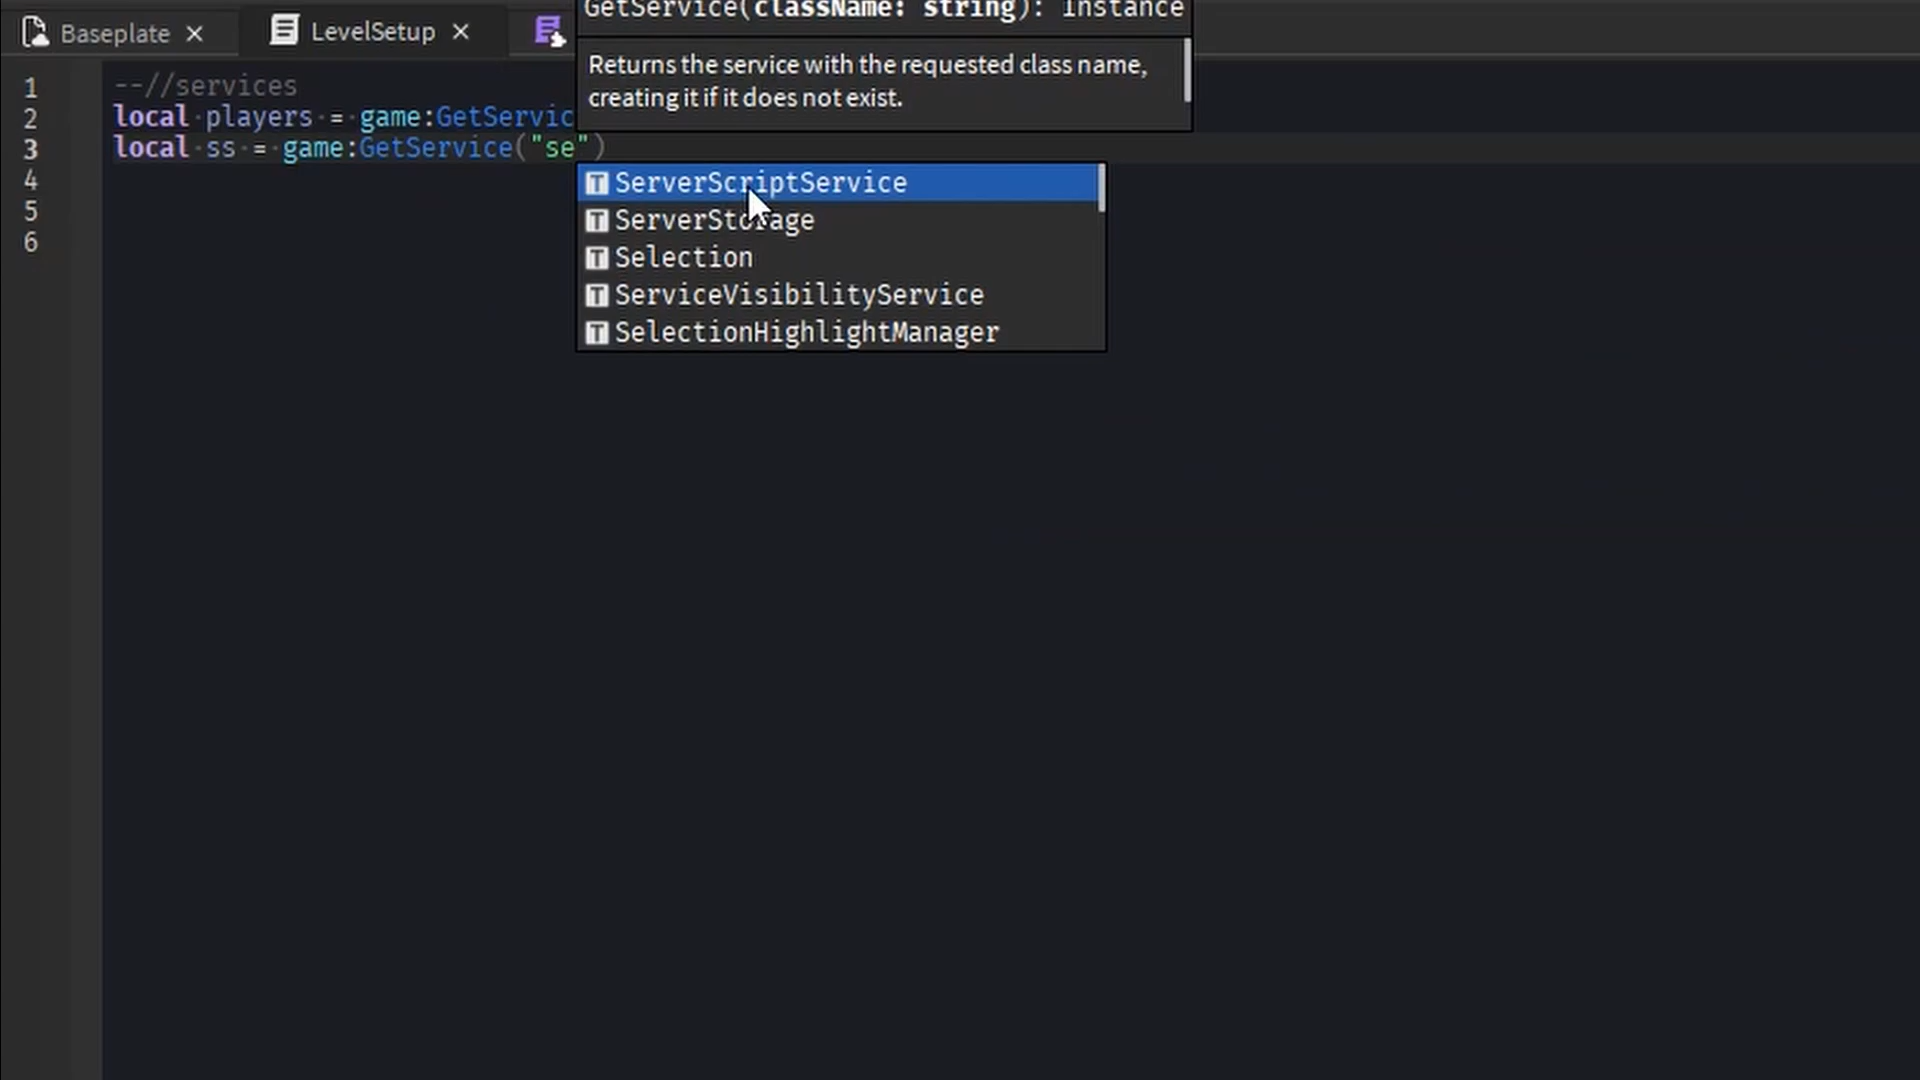 GetService(className: string): Instance
Baseplate
LevelSetup
Returns the service with the requested class name,
creating it if it does not exist.
1 --//services
2 local players = game:GetServic
3 local ss = game:GetService("se")
4
5
6
ServerScriptService
ServerStorage
Selection
ServiceVisibilityService
SelectionHighlightManager